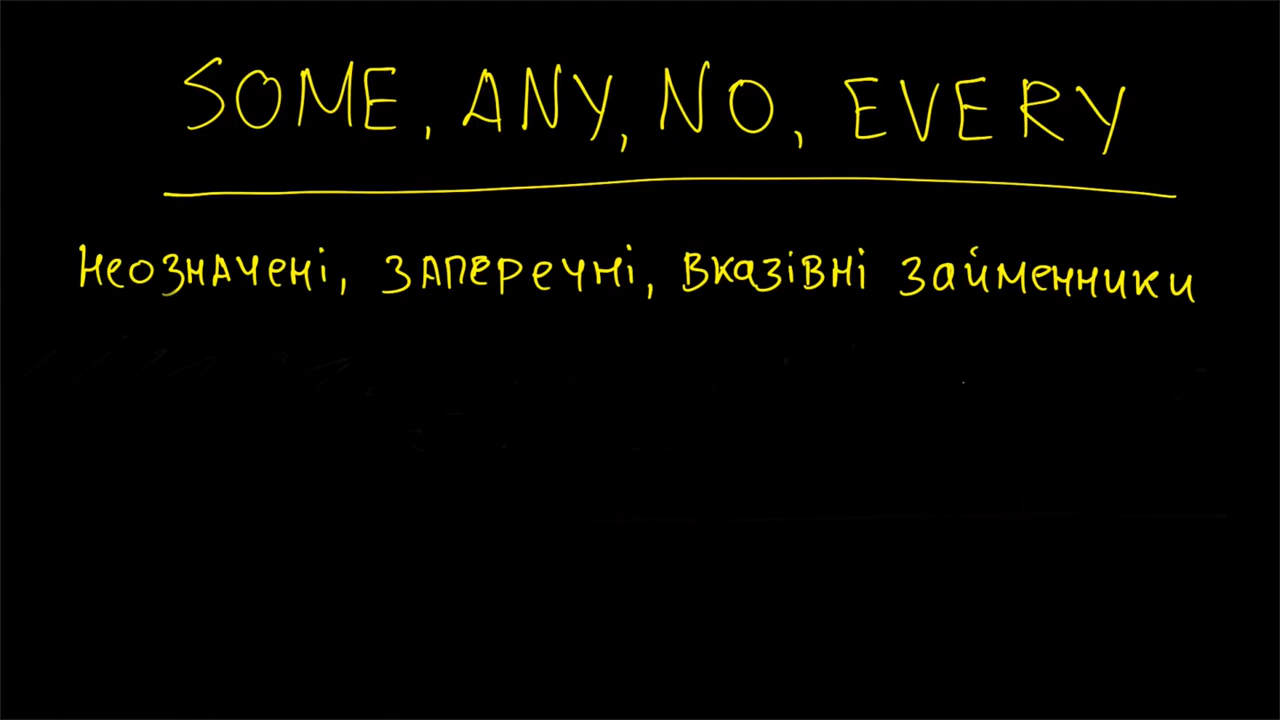 SOME, ANY, NO, EVERY
неозначені, заперечні, вказівні займенники